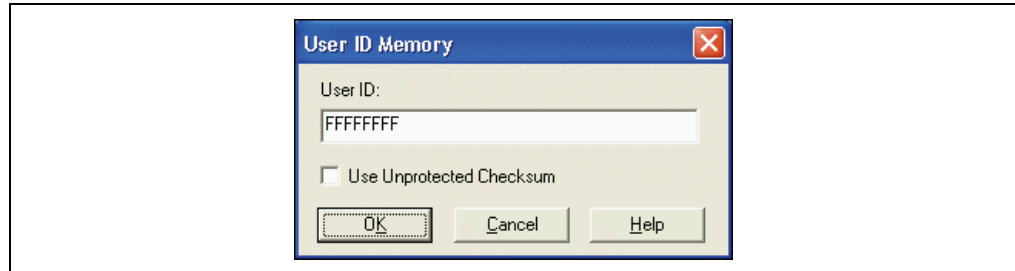 User ID Memory
User ID:
FFFFFFFF
Use Unprotected Checksum
OK Cancel Help